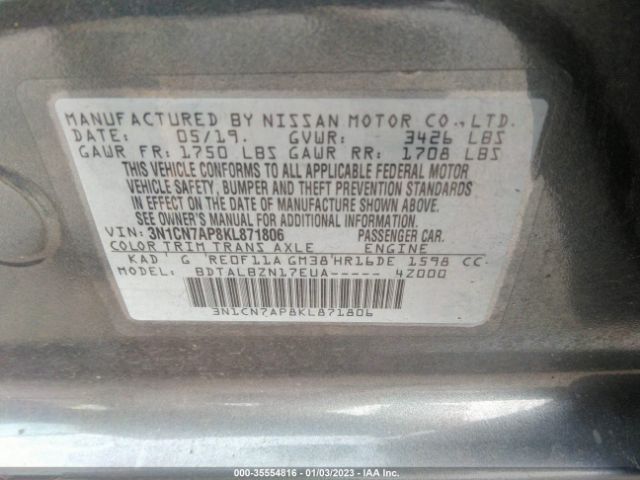 MANUFACTURED BY NISSAN MOTOR CO.,LTD.
DATE: 05/19. GVWR: 3426 LBS
GAWR FR: 1750 LBS GAWR RR: 1708 LBS
THIS VEHICLE CONFORMS TO ALL APPLICABLE FEDERAL MOTOR
VEHICLE SAFETY, BUMPER AND THEFT PREVENTION STANDARDS
IN EFFECT ON THE DATE OF MANUFACTURE SHOWN ABOVE.
SEE OWNER'S MANUAL FOR ADDITIONAL INFORMATION.
VIN: 3N1CN7AP8KL871806 PASSENGER CAR.
COLOR TRIM TRANS AXLE ENGINE
KAD G RE0F11A GM38 HR16DE 1598 CC
MODEL: BDTALBZN17EUA----- 4Z000
3N1CN7AP8KL871806
000-35554816 - 01/03/2023 - IAA Inc.